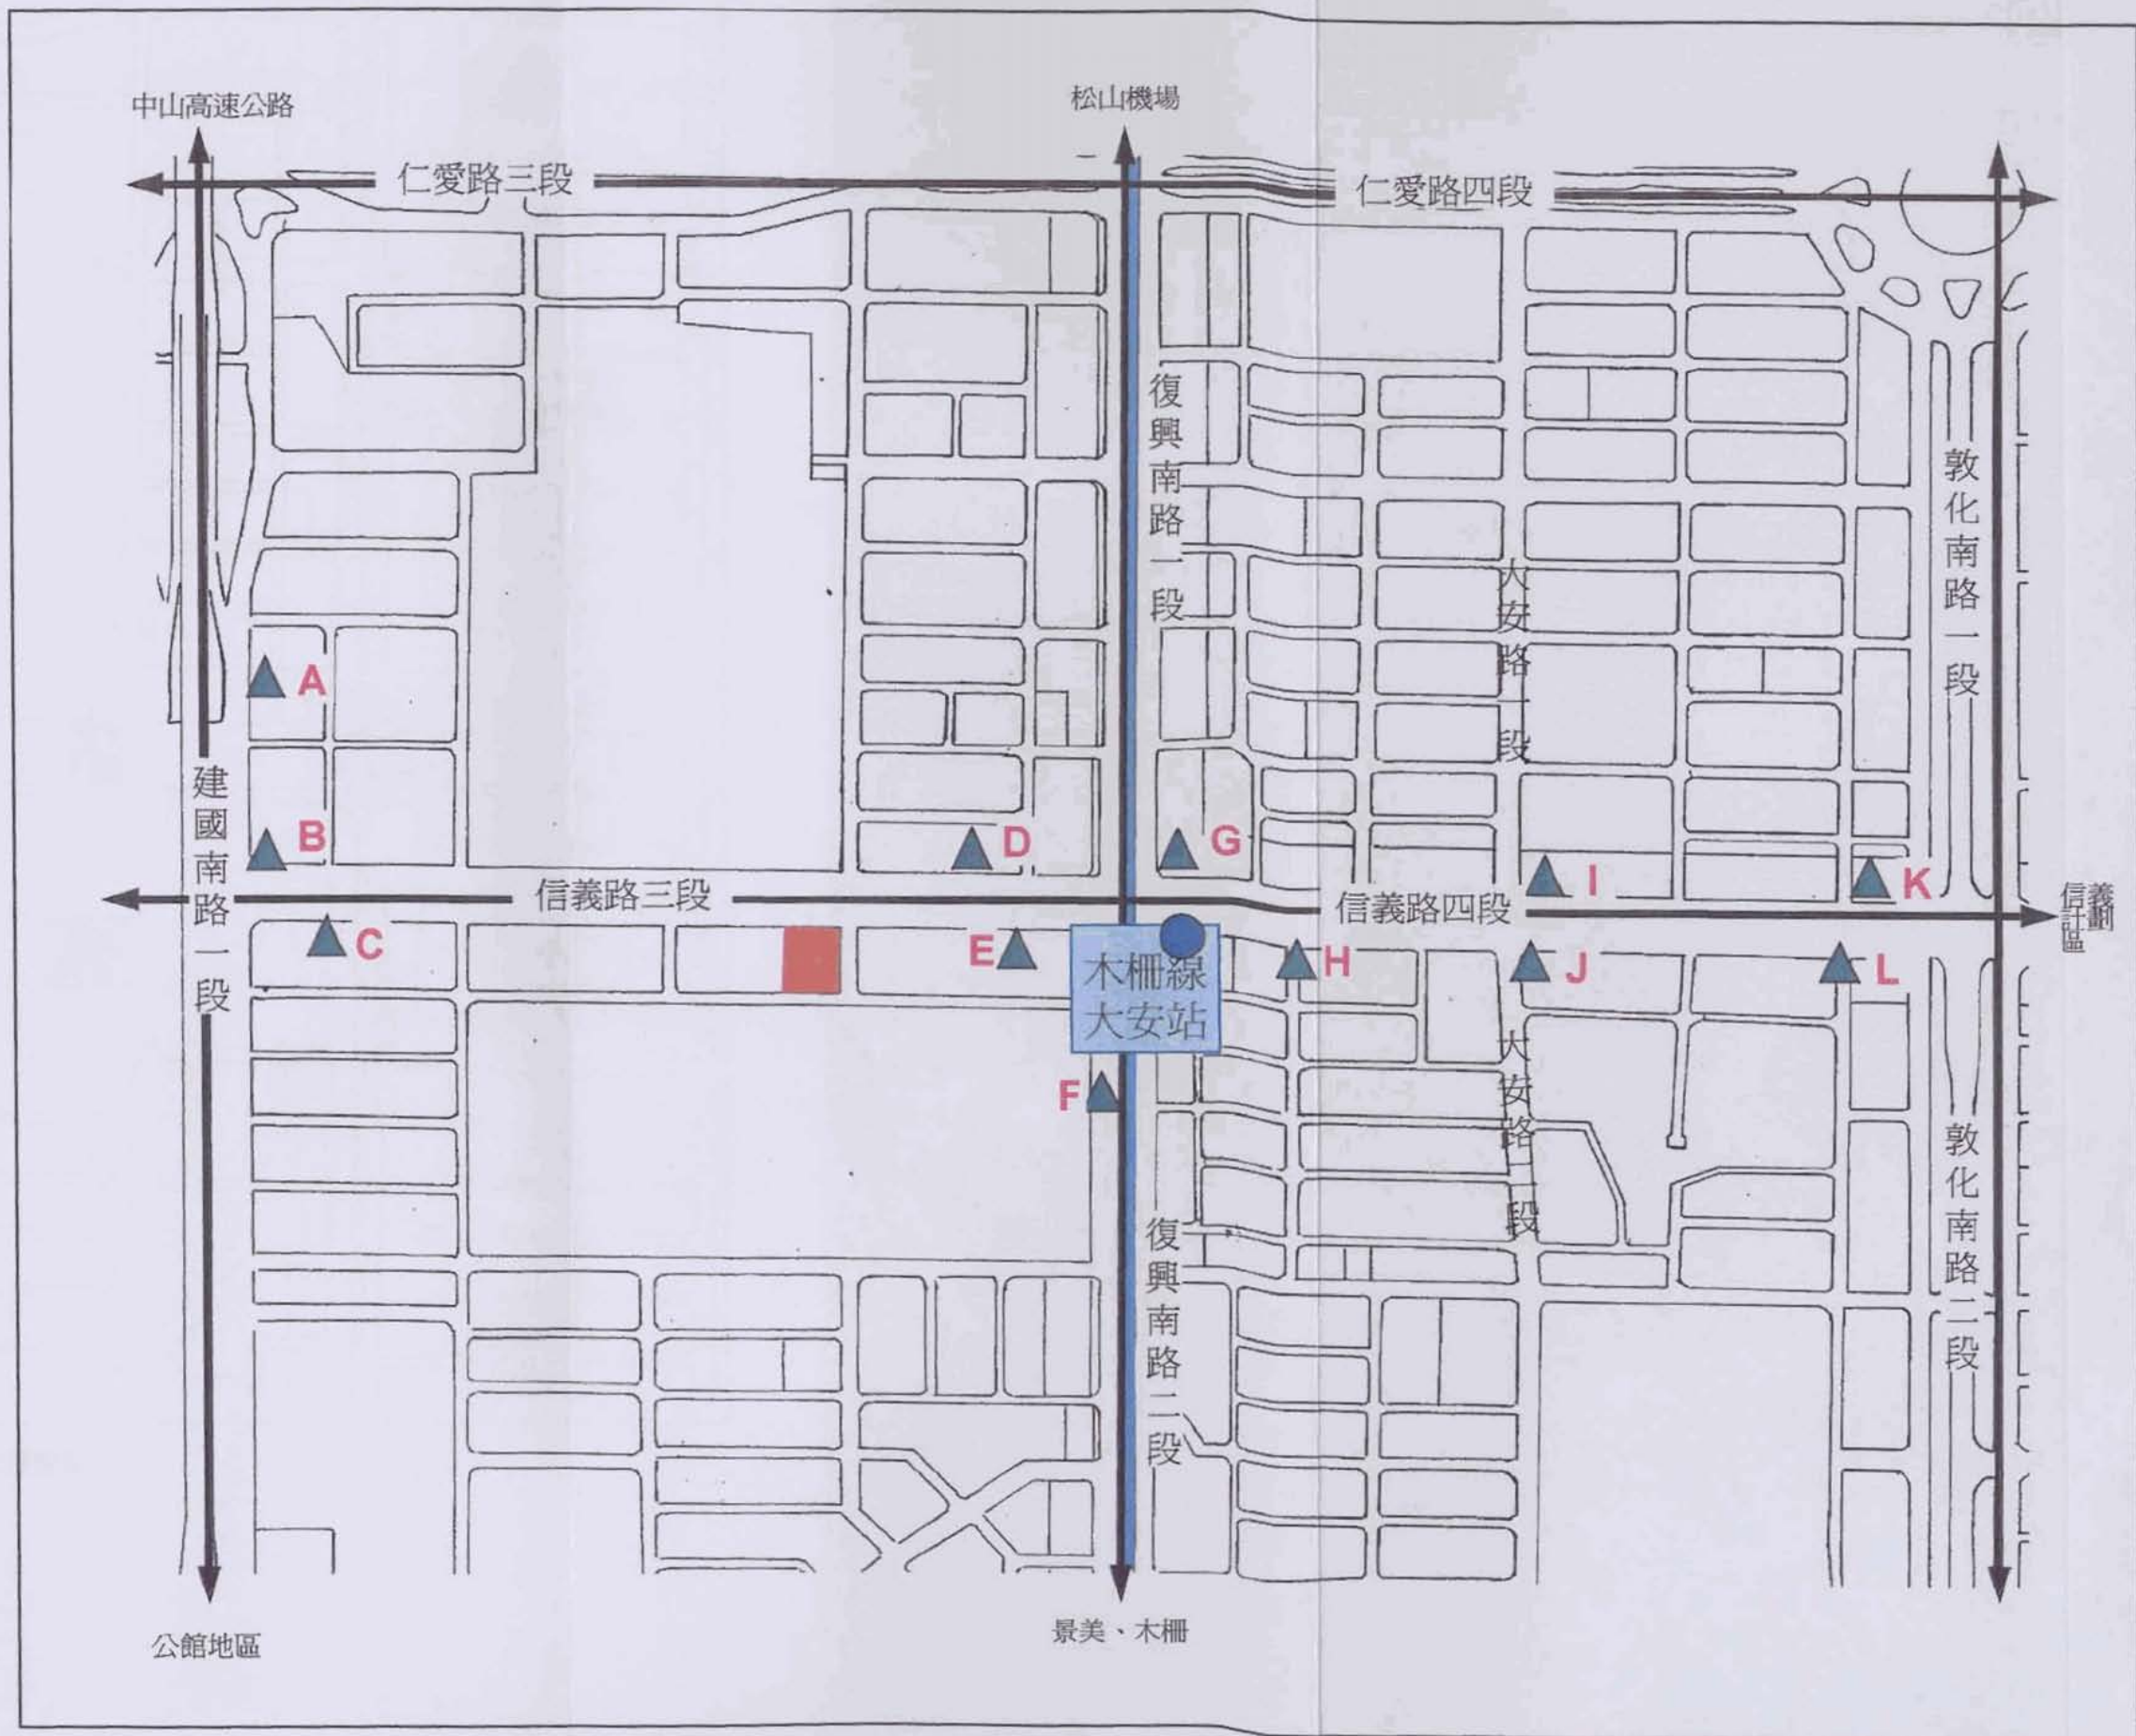 中山高速公路
松山機場
仁愛路三段
仁愛路四段
復興南路一段
敦化南路一段
大安路一段
A
建國南路一段
B
D
G
I
K
信義路三段
信義路四段
信義計劃區
C
E
H
J
L
木柵線
大安站
F
大安路二段
敦化南路二段
復興南路二段
公館地區
景美、木柵